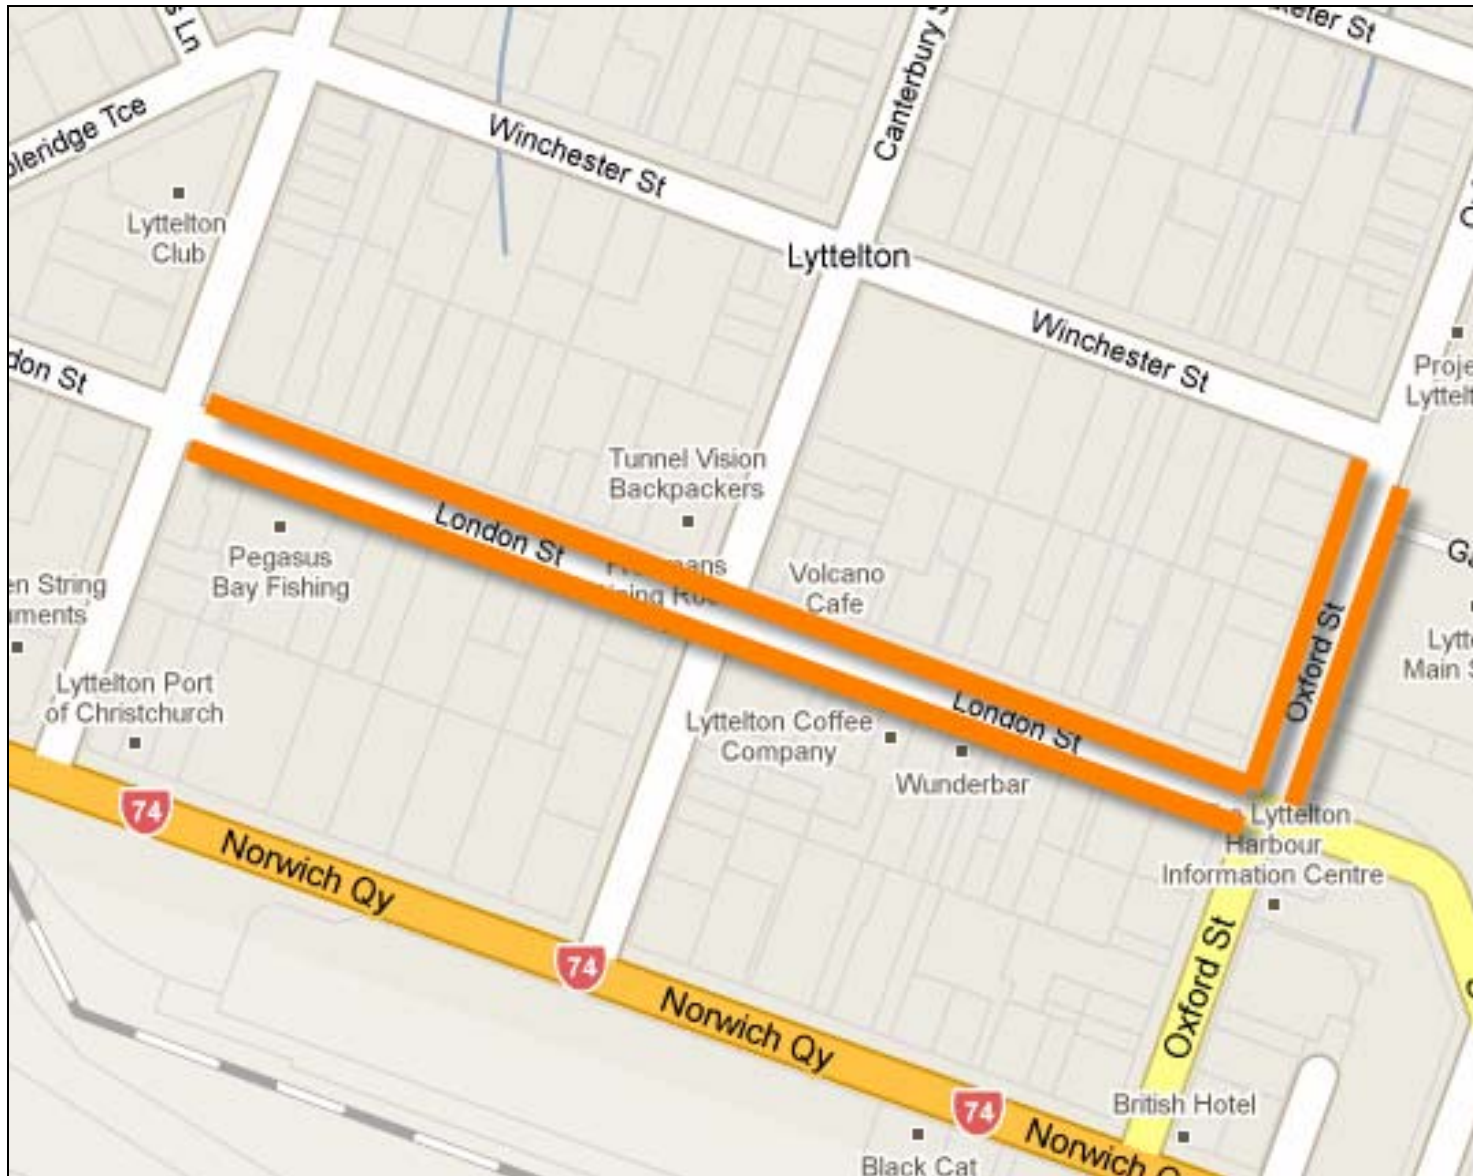 Winchester St
Canterbury S
Lyttelton
Club
Lyttelton
Winchester St
London St
Tunnel Vision
Backpackers
Volcano
Cafe
Pegasus
Bay Fishing
London St
Oxford St
Lyttelton Port
of Christchurch
Lyttelton Coffee
Company
Wunderbar
Lyttelton
Harbour
Information Centre
74
Norwich Qy
74
Norwich Qy
Oxford St
74
Norwich
British Hotel
Black Cat